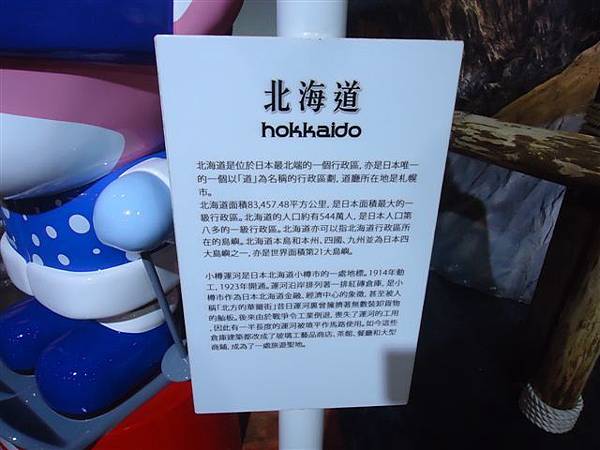 北海道
hokkaido
北海道是位於日本最北端的一個行政區, 亦是日本唯一
的一個以「道」為名稱的行政區劃, 道廳所在地是札幌
市。
北海道面積83,457.48平方公里, 是日本面積最大的一
級行政區。北海道的人口約有544萬人, 是日本人口第
八多的一級行政區。北海道亦可以指北海道行政區所
在的島嶼。北海道本島和本州、四國、九州並為日本四
大島嶼之一, 亦是世界面積第21大島嶼。
小樽運河是日本北海道小樽市的一處地標。1914年動
工, 1923年開通。運河沿岸排列著一排紅磚倉庫, 是小
樽市作為日本北海道金融、經濟中心的象徵, 甚至被人
稱「北方的華爾街」昔日運河裏曾擁擠著無數裝卸貨物
的舢板。後來由於戰爭令工業倒退, 喪失了運河的工用
, 因此有一半長度的運河被填平作馬路使用。如今這些
倉庫建築都改成了玻璃工藝品商店、茶館、餐廳和大型
商鋪, 成為了一處旅遊聖地。